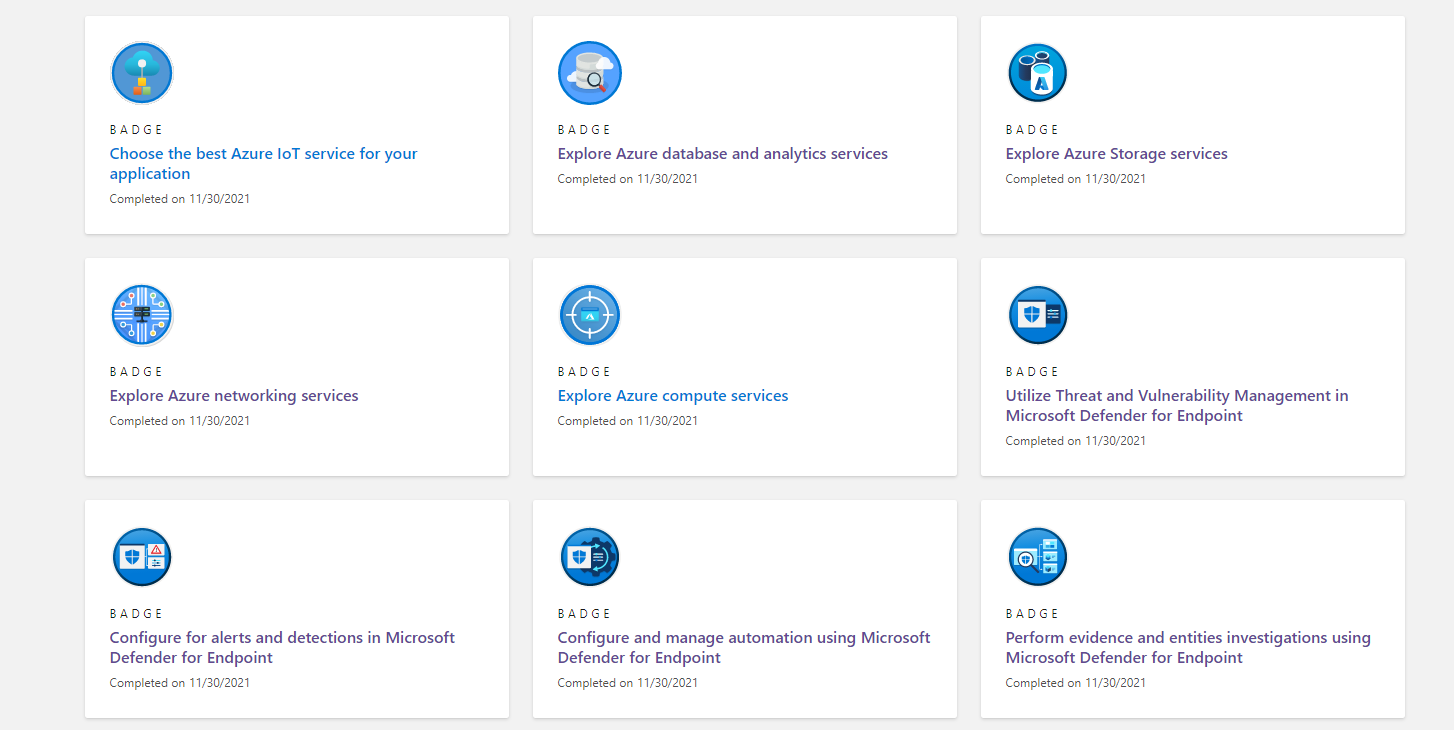 BADGE
Choose the best Azure IoT service for your
application
Completed on 11/30/2021
BADGE
Explore Azure database and analytics services
Completed on 11/30/2021
BADGE
Explore Azure Storage services
Completed on 11/30/2021
BADGE
Explore Azure networking services
Completed on 11/30/2021
BADGE
Explore Azure compute services
Completed on 11/30/2021
BADGE
Utilize Threat and Vulnerability Management in
Microsoft Defender for Endpoint
Completed on 11/30/2021
BADGE
Configure for alerts and detections in Microsoft
Defender for Endpoint
Completed on 11/30/2021
BADGE
Configure and manage automation using Microsoft
Defender for Endpoint
Completed on 11/30/2021
BADGE
Perform evidence and entities investigations using
Microsoft Defender for Endpoint
Completed on 11/30/2021